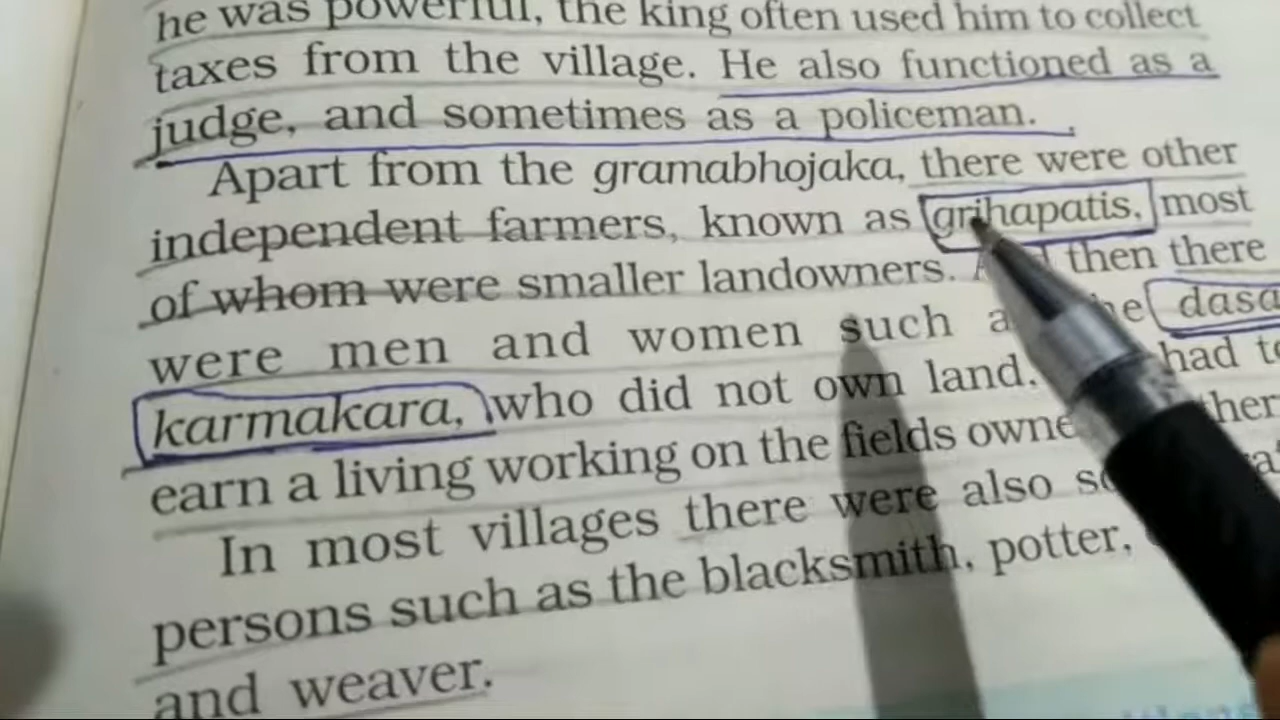 he was powerful, the king often used him to collect
taxes from the village. He also functioned as a
judge, and sometimes as a policeman.
Apart from the gramabhojaka, there were other
independent farmers, known as grihapatis, most
of whom were smaller landowners. then there
were men and women such dasa
karmakara, who did not own land, had to
earn a living working on the fields
In most villages there were also
persons such as the blacksmith, potter,
and weaver.